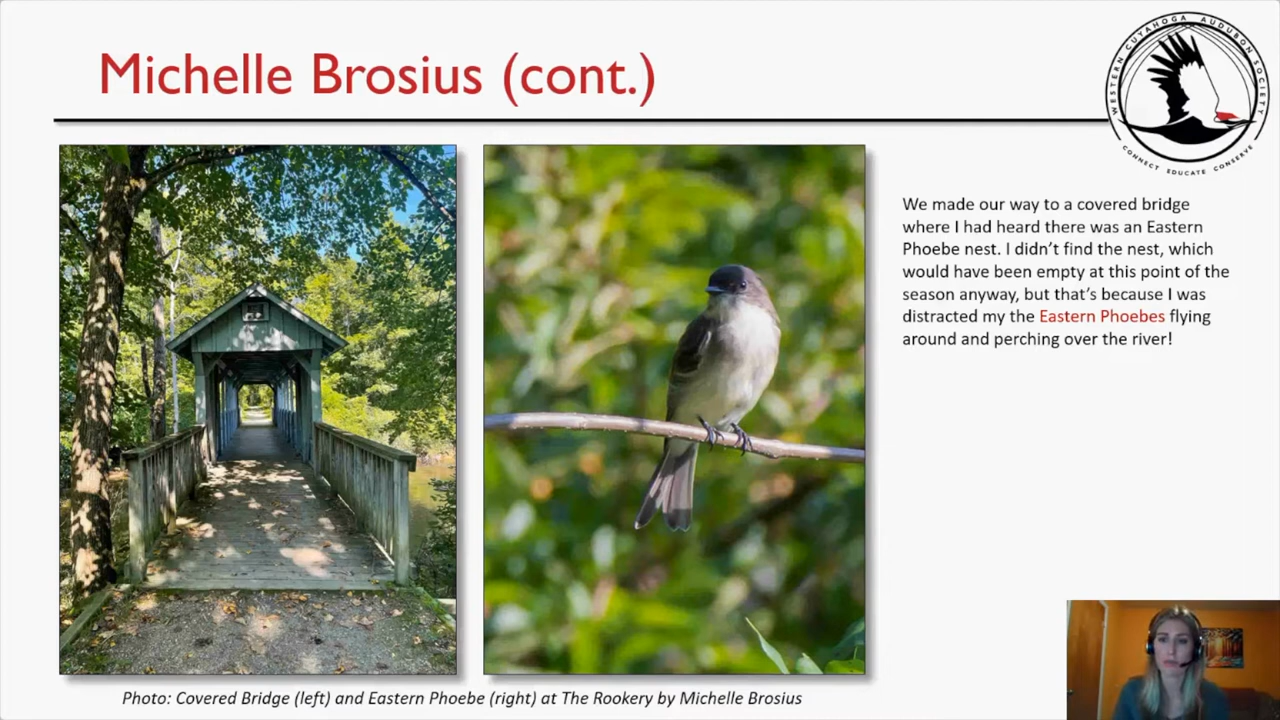 Michelle Brosius (cont.)
WESTERN CUYAHOGA AUDUBON SOCIETY
CONNECT EDUCATE CONSERVE
We made our way to a covered bridge
where I had heard there was an Eastern
Phoebe nest. I didn’t find the nest, which
would have been empty at this point of the
season anyway, but that’s because I was
distracted my the Eastern Phoebes flying
around and perching over the river!
Photo: Covered Bridge (left) and Eastern Phoebe (right) at The Rookery by Michelle Brosius